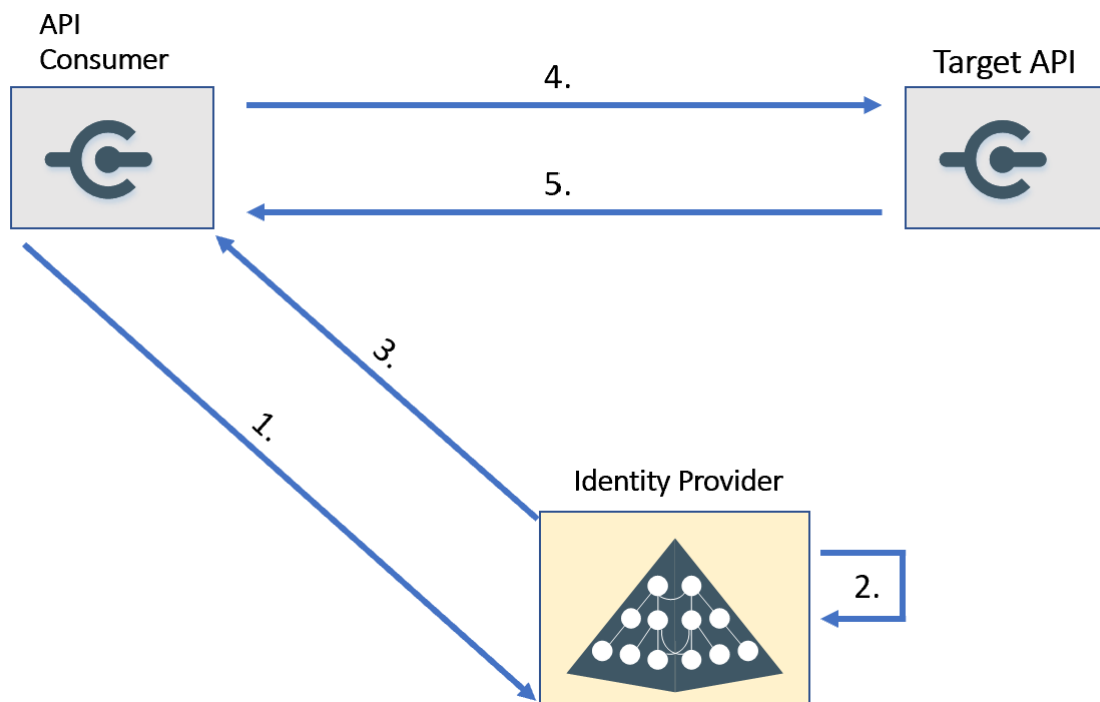 API
Consumer
Target API
4.
5.
3.
1.
Identity Provider
2.